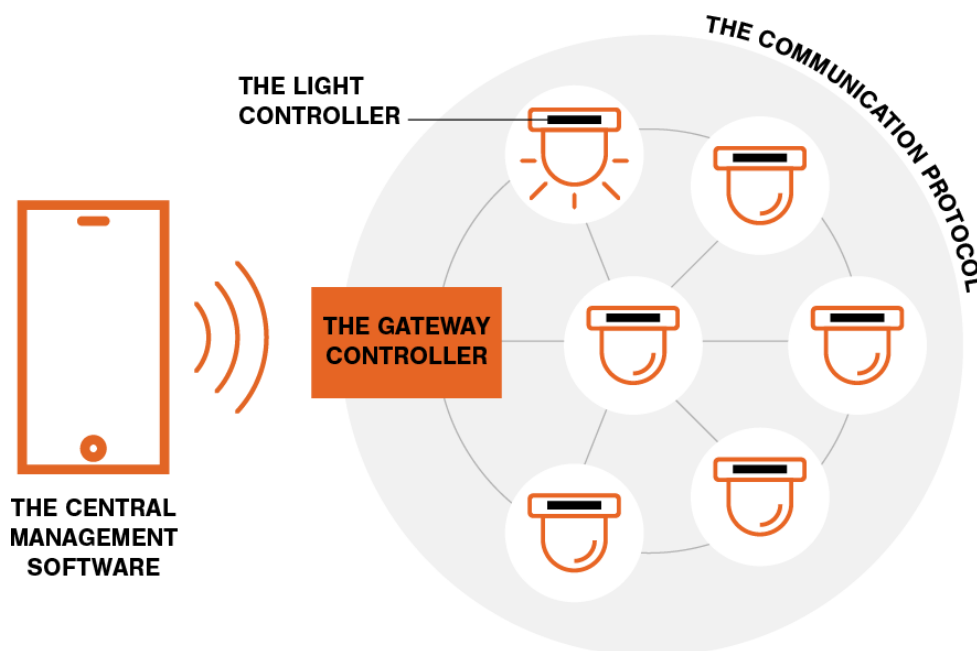 THE COMMUNICATION PROTOCOL
THE LIGHT
CONTROLLER
THE GATEWAY
CONTROLLER
THE CENTRAL
MANAGEMENT
SOFTWARE